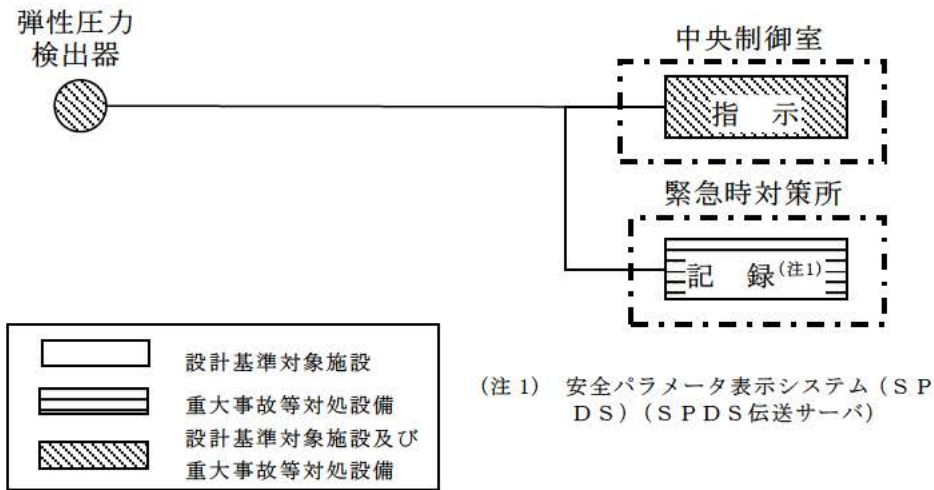 弾性圧力
検出器
中央制御室
指 示
緊急時対策所
記 録(注1)
設計基準対象施設
重大事故等対処設備
設計基準対象施設及び
重大事故等対処設備
(注1) 安全パラメータ表示システム(SP
DS)(SPDS伝送サーバ)